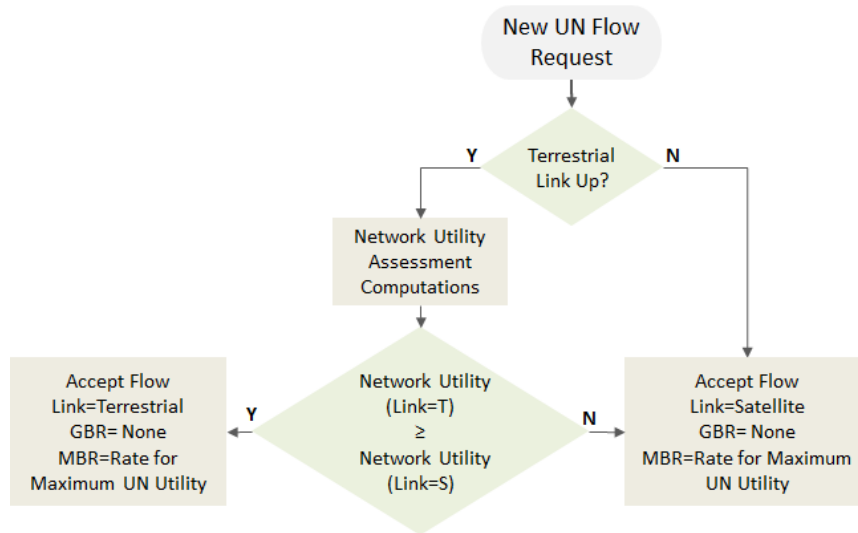 New UN Flow
Request
Terrestrial
Link Up?
Y
N
Network Utility
Assessment
Computations
Network Utility
(Link=T)
≥
Network Utility
(Link=S)
Y
N
Accept Flow
Link=Terrestrial
GBR= None
MBR=Rate for
Maximum UN Utility
Accept Flow
Link=Satellite
GBR= None
MBR=Rate for Maximum
UN Utility